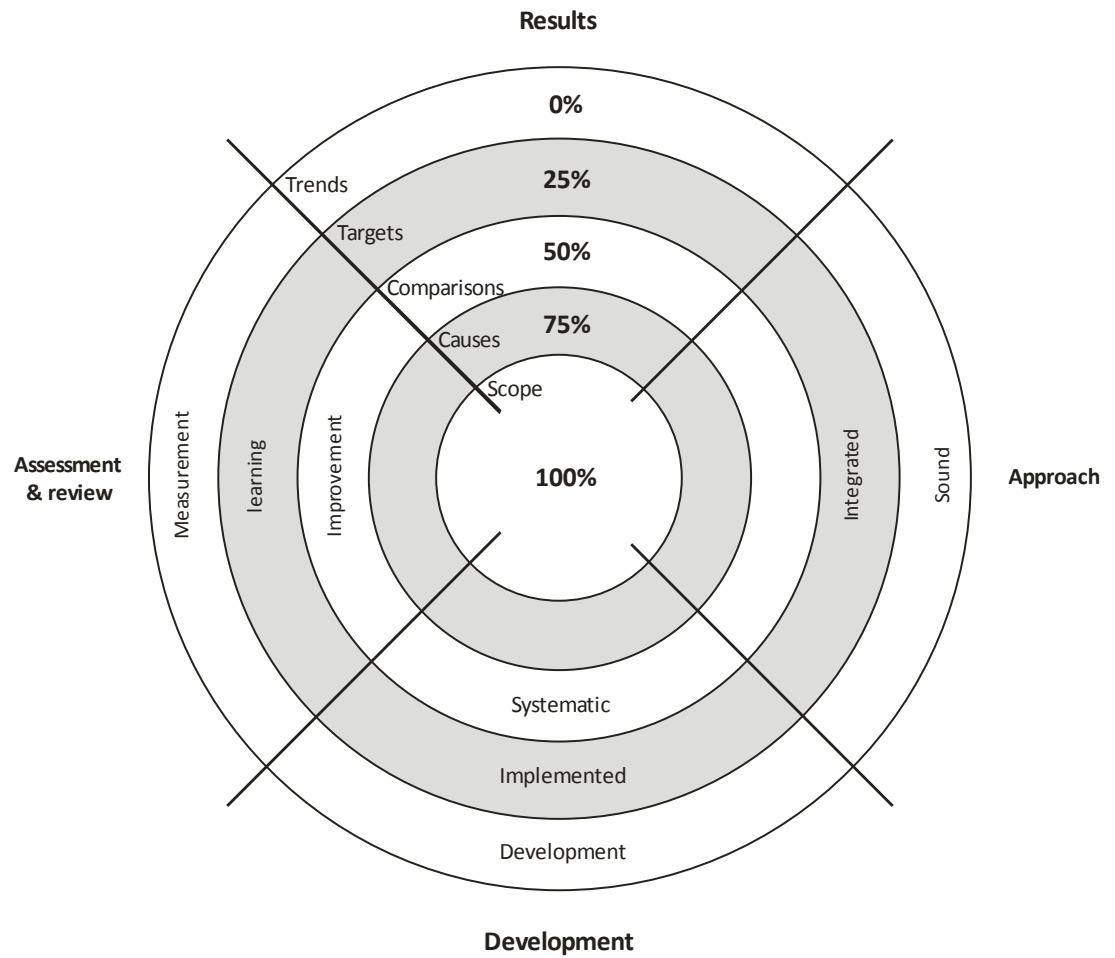 Results
0%
Trends
25%
Targets
50%
Comparisons
75%
Causes
Scope
Assessment
& review
Measurement
learning
Improvement
100%
Integrated
Sound
Approach
Systematic
Implemented
Development
Development